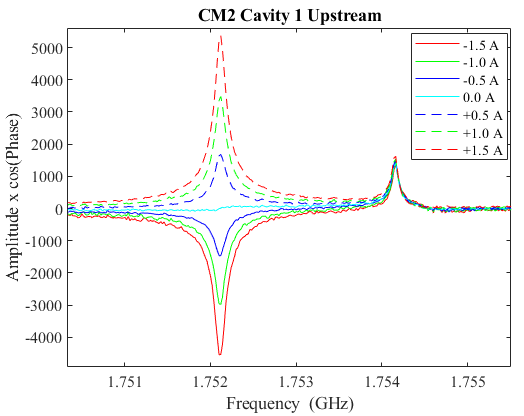 CM2 Cavity 1 Upstream
Amplitude x cos(Phase)
5000
4000
3000
2000
1000
0
-1000
-2000
-3000
-4000
-1.5 A
-1.0 A
-0.5 A
0.0 A
+0.5 A
+1.0 A
+1.5 A
1.751
1.752
1.753
1.754
1.755
Frequency (GHz)